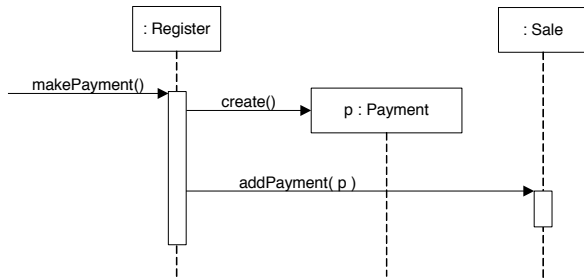 : Register
: Sale
makePayment()
create()
p : Payment
addPayment( p )